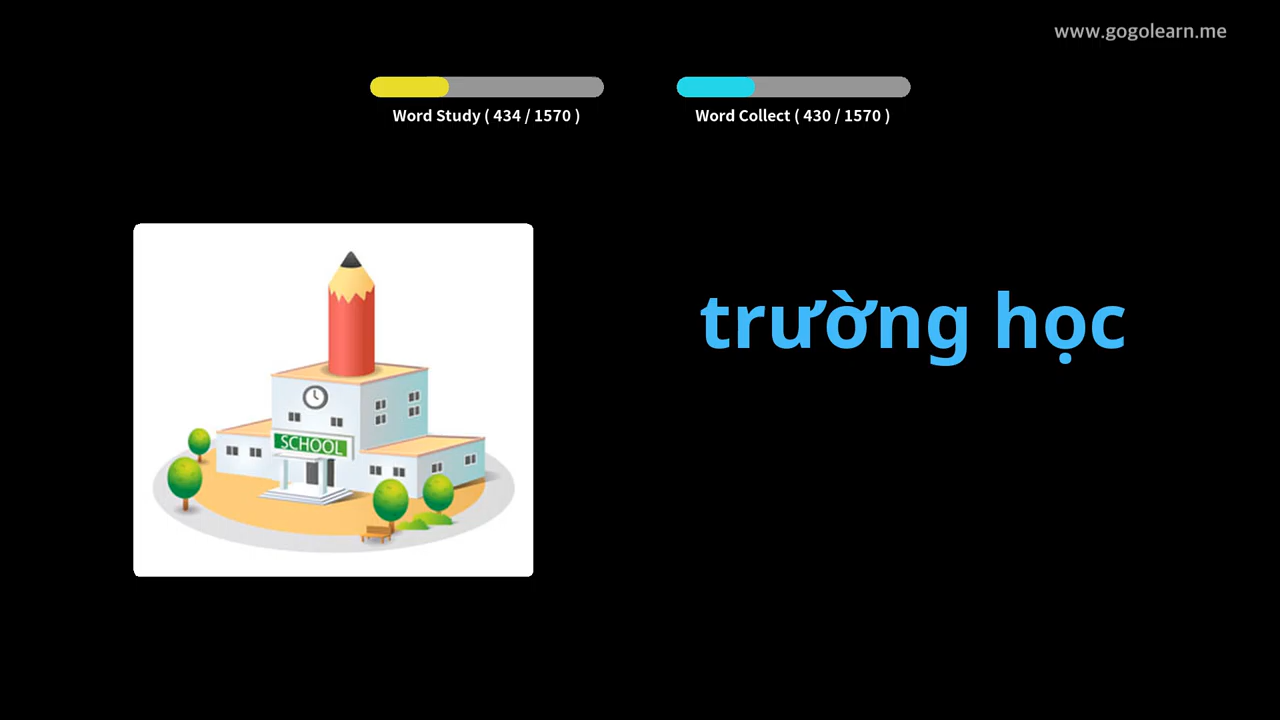 www.gogolearn.me
Word Study ( 434 / 1570 )
Word Collect ( 430 / 1570 )
SCHOOL
trường học